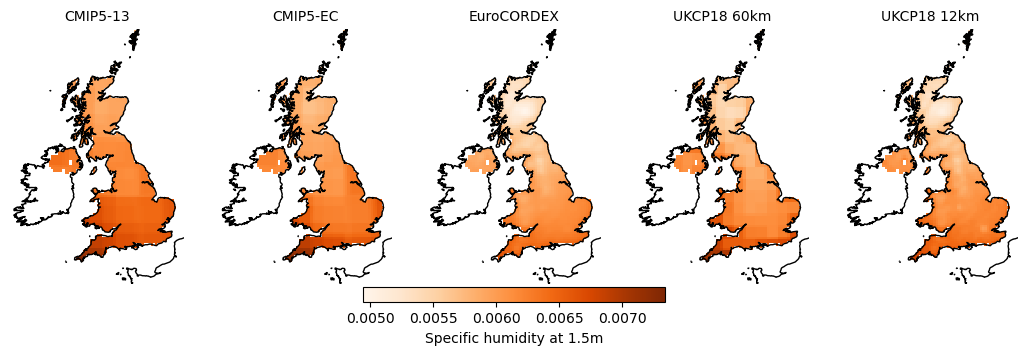 CMIP5-13 CMIP5-EC EuroCORDEX UKCP18 60km UKCP18 12km
0.0050 0.0055 0.0060 0.0065 0.0070
Specific humidity at 1.5m